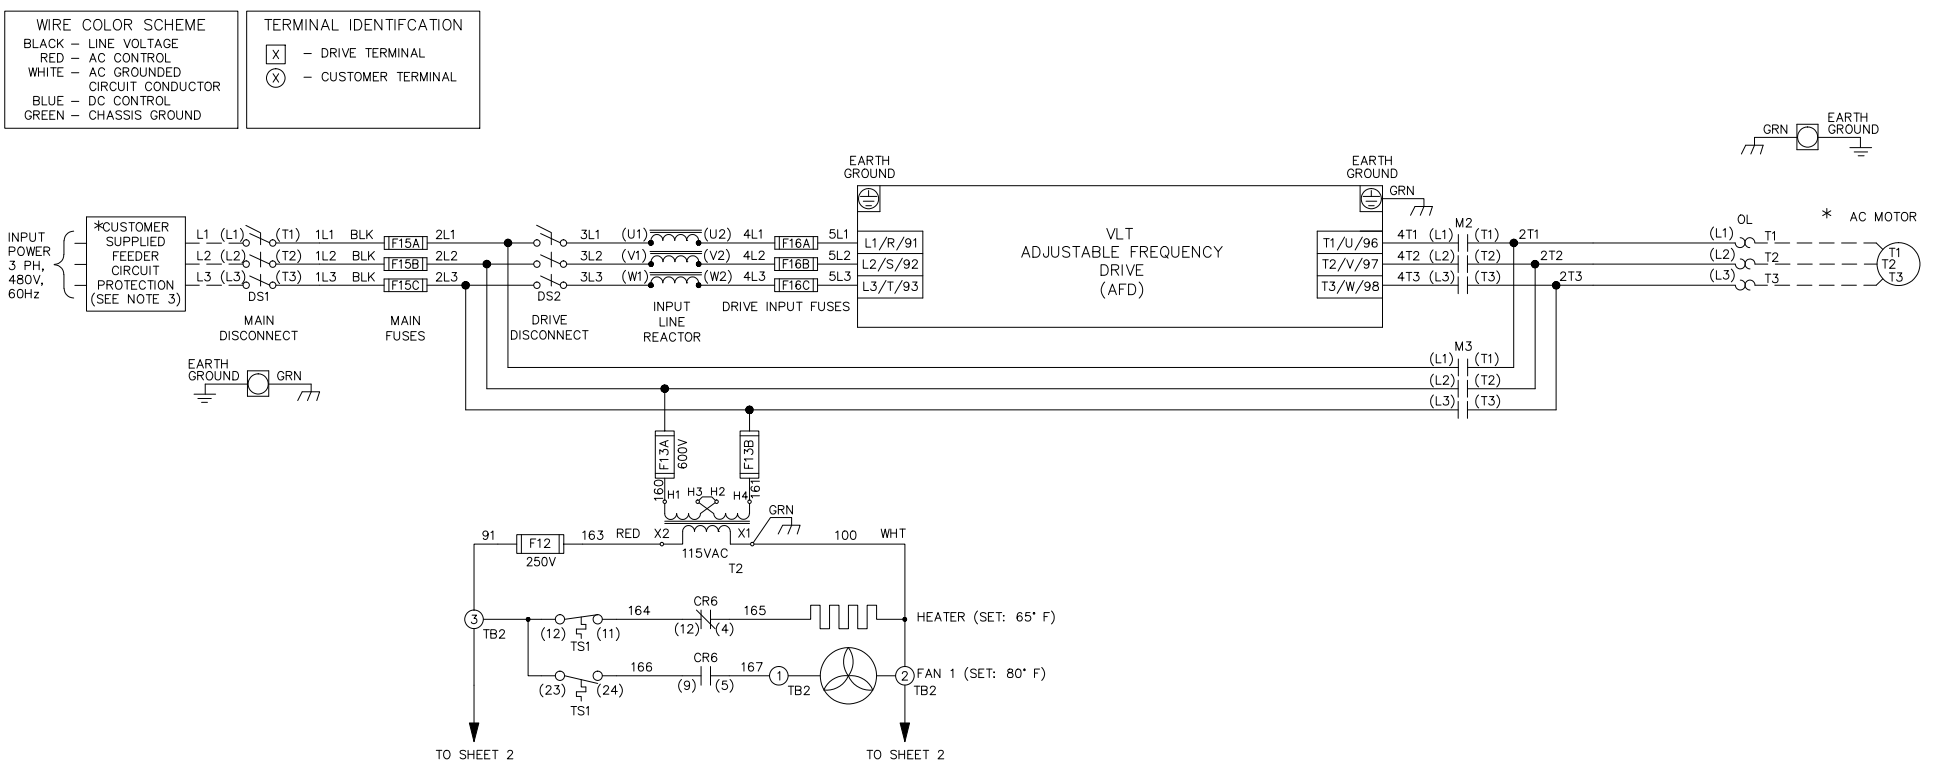 WIRE COLOR SCHEME
BLACK – LINE VOLTAGE
RED – AC CONTROL
WHITE – AC GROUNDED
CIRCUIT CONDUCTOR
BLUE – DC CONTROL
GREEN – CHASSIS GROUND
TERMINAL IDENTIFCATION
X – DRIVE TERMINAL
X – CUSTOMER TERMINAL
GRN
EARTH
GROUND
INPUT
POWER
3 PH,
480V,
60Hz
*CUSTOMER
SUPPLIED
FEEDER
CIRCUIT
PROTECTION
(SEE NOTE 3)
L1 (L1) (T1) 1L1 BLK F15A 2L1 3L1 (U1) (U2) 4L1 F16A 5L1 L1/R/91
L2 (L2) (T2) 1L2 BLK F15B 2L2 3L2 (V1) (V2) 4L2 F16B 5L2 L2/S/92
L3 (L3) (T3) 1L3 BLK F15C 2L3 3L3 (W1) (W2) 4L3 F16C 5L3 L3/T/93
DS1
DS2
MAIN
DISCONNECT
MAIN
FUSES
DRIVE
DISCONNECT
INPUT
LINE
REACTOR
DRIVE INPUT FUSES
EARTH
GROUND
EARTH
GROUND
GRN
VLT
ADJUSTABLE FREQUENCY
DRIVE
(AFD)
M2
OL
* AC MOTOR
T1/U/96 4T1 (L1) (T1) 2T1 (L1) T1 T1
T2/V/97 4T2 (L2) (T2) 2T2 (L2) T2 T2
T3/W/98 4T3 (L3) (T3) 2T3 (L3) T3 T3
M3
(L1) (T1)
(L2) (T2)
(L3) (T3)
EARTH
GROUND GRN
F13A
600V
F13B
160
161
H1 H3 H2 H4
GRN
91 F12 163 RED X2 X1 100 WHT
250V
115VAC
T2
3
TB2
(12) (11) 164 CR6 (12) (4) 165
TS1
HEATER (SET: 65° F)
(23) (24) 166 CR6 (9) (5) 167 1 TB2
TS1
2 FAN 1 (SET: 80° F)
TB2
TO SHEET 2
TO SHEET 2